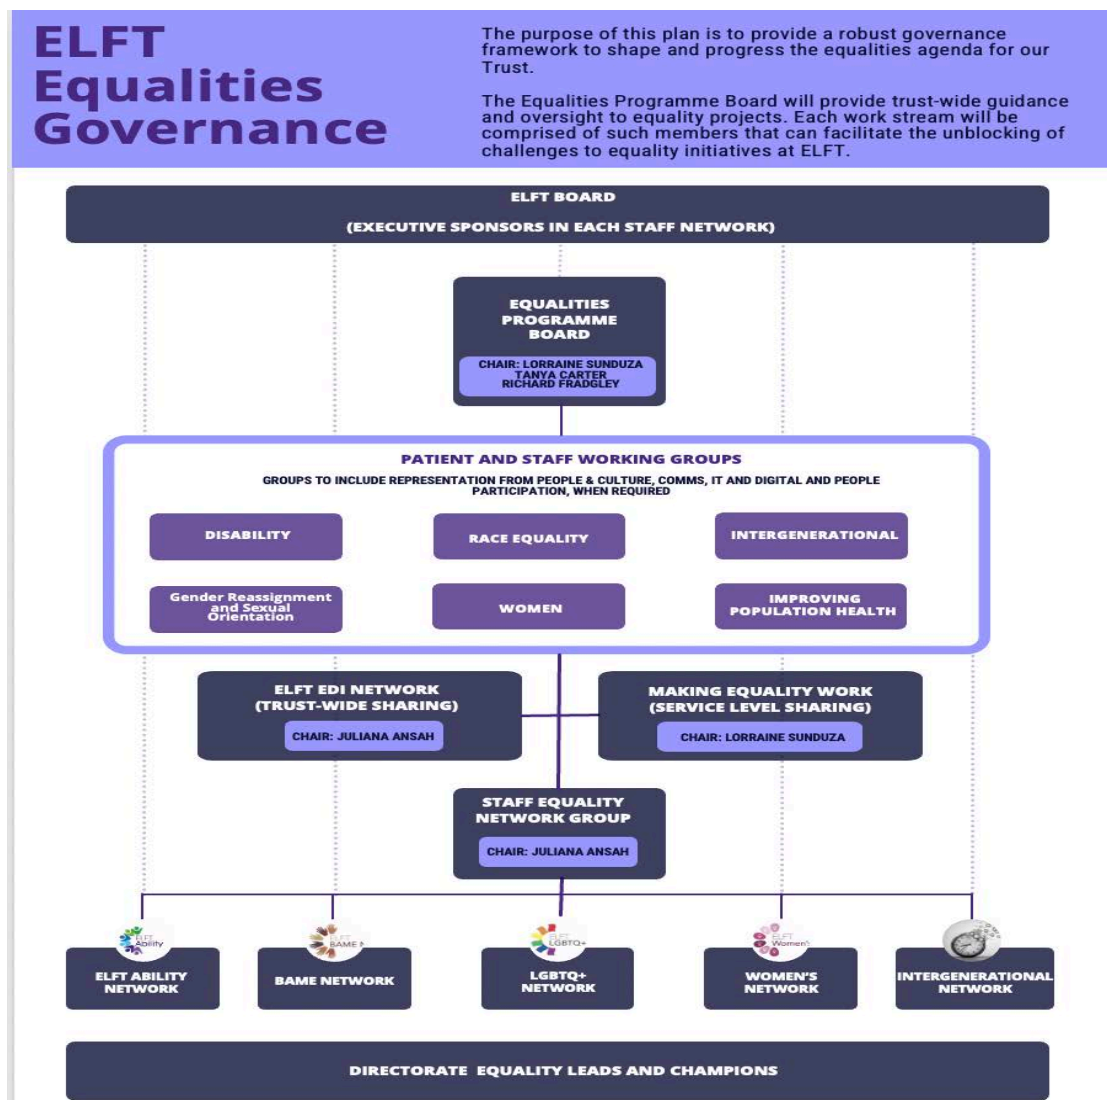 ELFT
Equalities
Governance
The purpose of this plan is to provide a robust governance
framework to shape and progress the equalities agenda for our
Trust.
The Equalities Programme Board will provide trust-wide guidance
and oversight to equality projects. Each work stream will be
comprised of such members that can facilitate the unblocking of
challenges to equality initiatives at ELFT.
ELFT BOARD
(EXECUTIVE SPONSORS IN EACH STAFF NETWORK)
EQUALITIES
PROGRAMME
BOARD
CHAIR: LORRAINE SUNDUZA
TANYA CARTER
RICHARD FRADGLEY
PATIENT AND STAFF WORKING GROUPS
GROUPS TO INCLUDE REPRESENTATION FROM PEOPLE & CULTURE, COMMS, IT AND DIGITAL AND PEOPLE
PARTICIPATION, WHEN REQUIRED
DISABILITY
RACE EQUALITY
INTERGENERATIONAL
Gender Reassignment
and Sexual
Orientation
WOMEN
IMPROVING
POPULATION HEALTH
ELFT EDI NETWORK
(TRUST-WIDE SHARING)
CHAIR: JULIANA ANSAH
MAKING EQUALITY WORK
(SERVICE LEVEL SHARING)
CHAIR: LORRAINE SUNDUZA
STAFF EQUALITY
NETWORK GROUP
CHAIR: JULIANA ANSAH
ELFT
Ability
ELFT ABILITY
NETWORK
ELFT
BAME
BAME NETWORK
ELFT
LGBTQ+
LGBTQ+
NETWORK
ELFT
Women's
WOMEN'S
NETWORK
INTERGENERATIONAL
NETWORK
DIRECTORATE EQUALITY LEADS AND CHAMPIONS